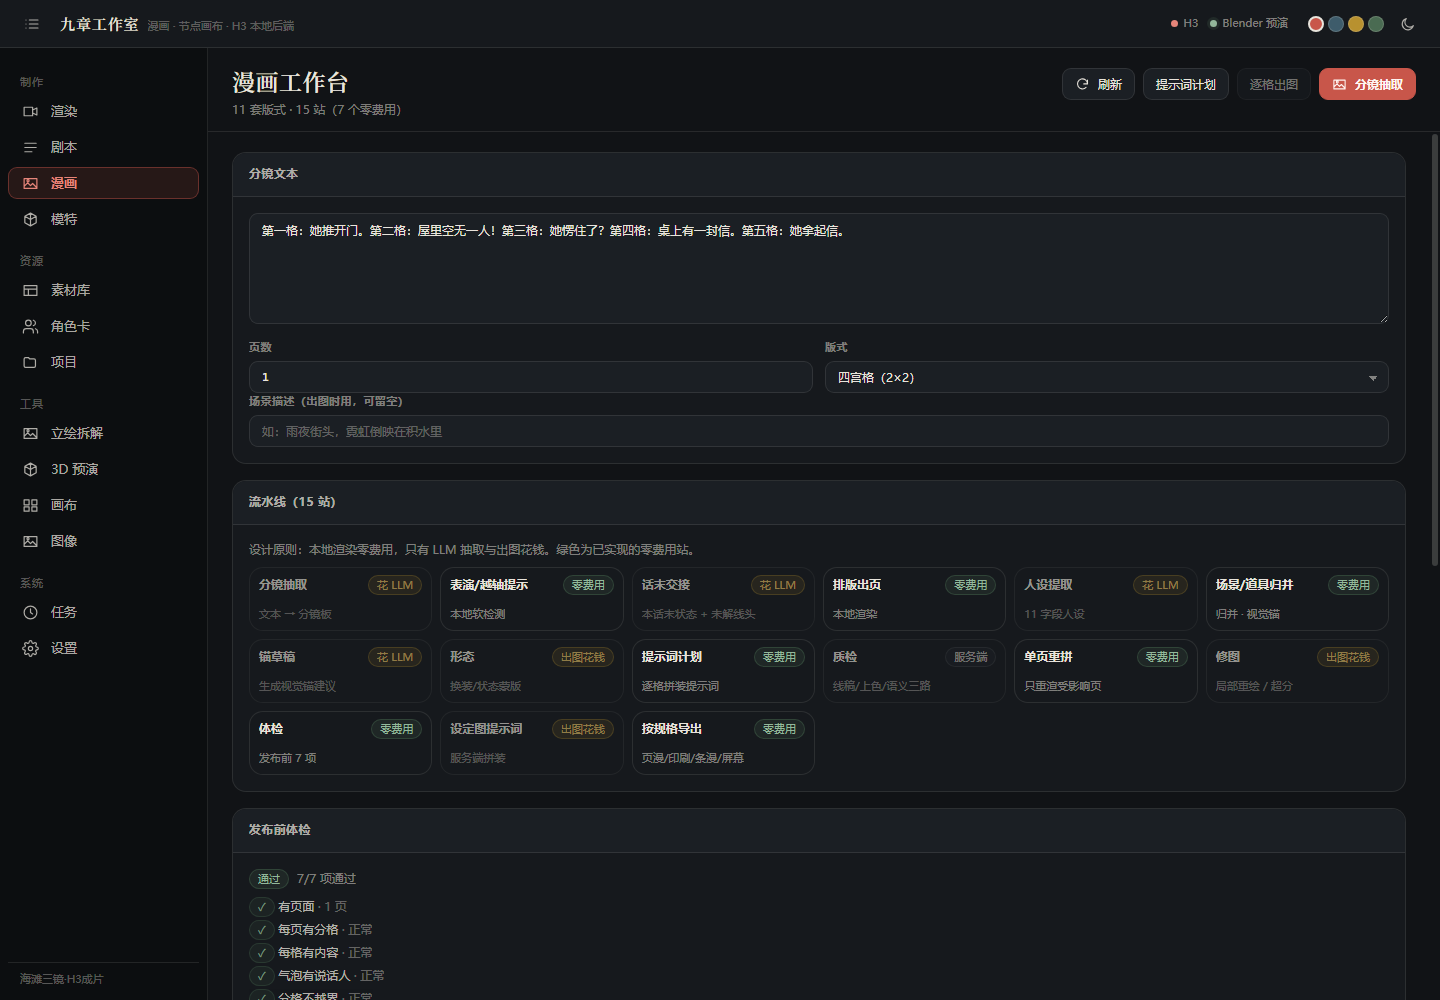 九章工作室 漫画 · 节点画布 · H3 本地后端
H3 Blender 预演
制作
渲染
剧本
漫画
模特
资源
素材库
角色卡
项目
工具
立绘拆解
3D 预演
画布
图像
系统
任务
设置
海滩三镜·H3成片
漫画工作台
11 套版式 · 15 站（7 个零费用）
刷新
提示词计划
逐格出图
分镜抽取
分镜文本
第一格：她推开门。第二格：屋里空无一人！第三格：她愣住了？第四格：桌上有一封信。第五格：她拿起信。
页数
1
版式
四宫格（2×2）
场景描述（出图时用，可留空）
如：雨夜街头，霓虹倒映在积水里
流水线（15 站）
设计原则：本地渲染零费用，只有 LLM 抽取与出图花钱。绿色为已实现的零费用站。
分镜抽取 花 LLM
文本 → 分镜板
表演/越轴提示 零费用
本地软检测
话末交接 花 LLM
本话末状态 + 未解线头
排版出页 零费用
本地渲染
人设提取 花 LLM
11 字段人设
场景/道具归并 零费用
归并 · 视觉锚
锚草稿 花 LLM
生成视觉锚建议
形态 出图花钱
换装/状态蒙版
提示词计划 零费用
逐格拼装提示词
质检 服务端
线稿/上色/语义三路
单页重拼 零费用
只重渲受影响页
修图 出图花钱
局部重绘 / 超分
体检 零费用
发布前 7 项
设定图提示词 出图花钱
服务端拼装
按规格导出 零费用
页漫/印刷/条漫/屏幕
发布前体检
通过 7/7 项通过
✓ 有页面 · 1 页
✓ 每页有分格 · 正常
✓ 每格有内容 · 正常
✓ 气泡有说话人 · 正常
✓ 分格不越界 · 正常